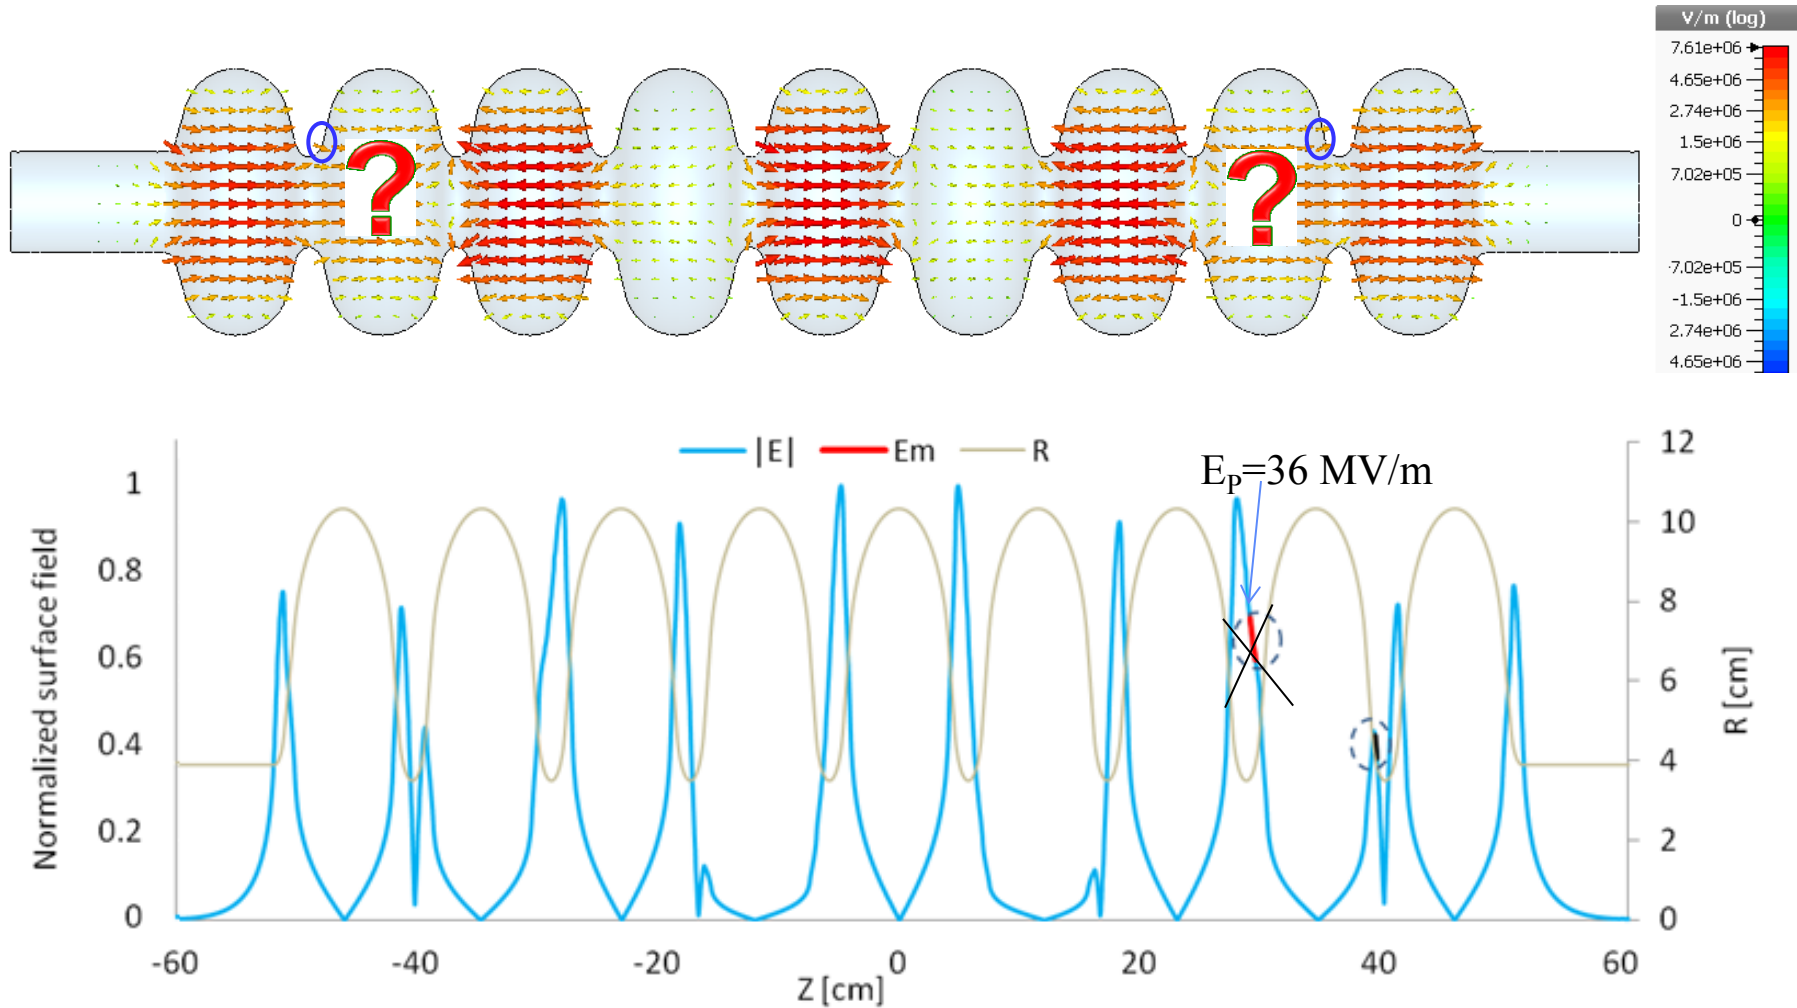 V/m (log)
7.61e+06
4.65e+06
2.74e+06
1.5e+06
7.02e+05
0
-7.02e+05
-1.5e+06
2.74e+06
4.65e+06
? ?
|E| Em R
E_P=36 MV/m
Normalized surface field
1
0.8
0.6
0.4
0.2
0
12
10
8
6
4
2
0
R [cm]
-60 -40 -20 0 20 40 60
Z [cm]